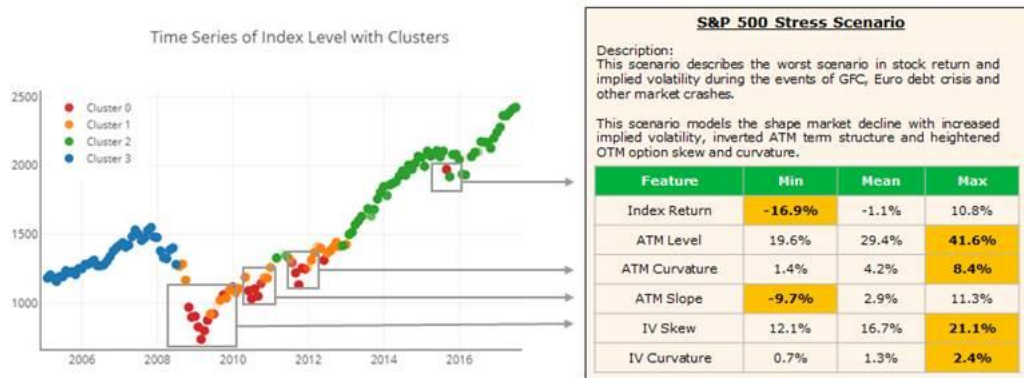 Time Series of Index Level with Clusters
2500
2000
1500
1000
Cluster 0
Cluster 1
Cluster 2
Cluster 3
2006 2008 2010 2012 2014 2016
S&P 500 Stress Scenario
Description:
This scenario describes the worst scenario in stock return and
implied volatility during the events of GFC, Euro debt crisis and
other market crashes.
This scenario models the shape market decline with increased
implied volatility, inverted ATM term structure and heightened
OTM option skew and curvature.
Feature Min Mean Max
Index Return -16.9% -1.1% 10.8%
ATM Level 19.6% 29.4% 41.6%
ATM Curvature 1.4% 4.2% 8.4%
ATM Slope -9.7% 2.9% 11.3%
IV Skew 12.1% 16.7% 21.1%
IV Curvature 0.7% 1.3% 2.4%